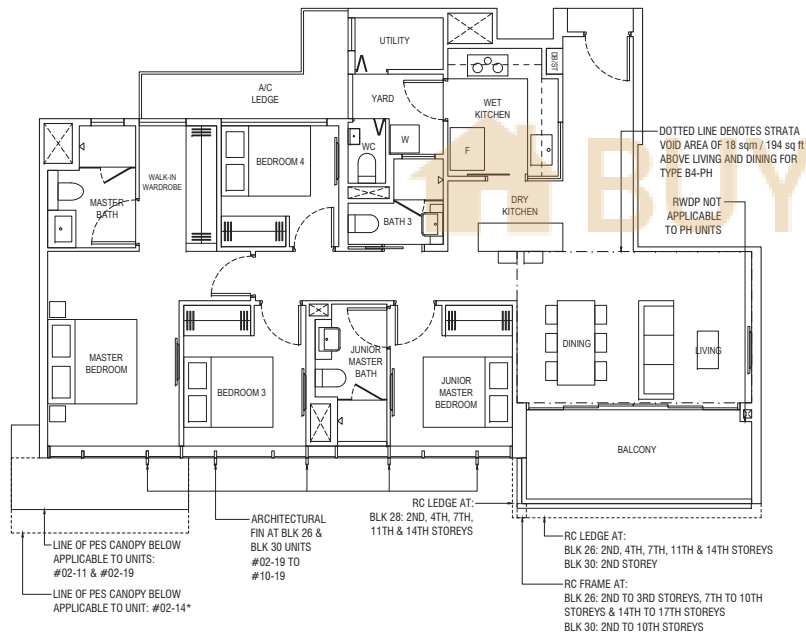 UTILITY
A/C
LEDGE
YARD
WET
KITCHEN
DB/ST
WC
W
F
BEDROOM 4
WALK-IN
WARDROBE
MASTER
BATH
BATH 3
DRY
KITCHEN
DOTTED LINE DENOTES STRATA
VOID AREA OF 18 sqm / 194 sq ft
ABOVE LIVING AND DINING FOR
TYPE B4-PH
RWDP NOT
APPLICABLE
TO PH UNITS
BUY
MASTER
BEDROOM
BEDROOM 3
JUNIOR
MASTER
BATH
JUNIOR
MASTER
BEDROOM
DINING
LIVING
BALCONY
LINE OF PES CANOPY BELOW
APPLICABLE TO UNITS:
#02-11 & #02-19
LINE OF PES CANOPY BELOW
APPLICABLE TO UNIT: #02-14*
ARCHITECTURAL
FIN AT BLK 26 &
BLK 30 UNITS
#02-19 TO
#10-19
RC LEDGE AT:
BLK 28: 2ND, 4TH, 7TH,
11TH & 14TH STOREYS
RC LEDGE AT:
BLK 26: 2ND, 4TH, 7TH, 11TH & 14TH STOREYS
BLK 30: 2ND STOREY
RC FRAME AT:
BLK 26: 2ND TO 3RD STOREYS, 7TH TO 10TH
STOREYS & 14TH TO 17TH STOREYS
BLK 30: 2ND TO 10TH STOREYS